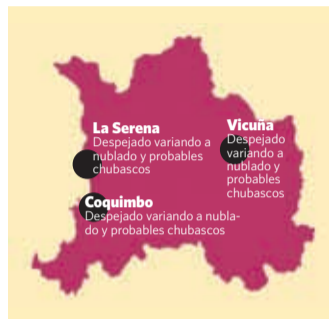 La Serena
Despejado variando a
nublado y probables
chubascos
Vicuña
Despejado
variando a
nublado y
probables
chubascos
Coquimbo
Despejado variando a nubla-
do y probables chubascos